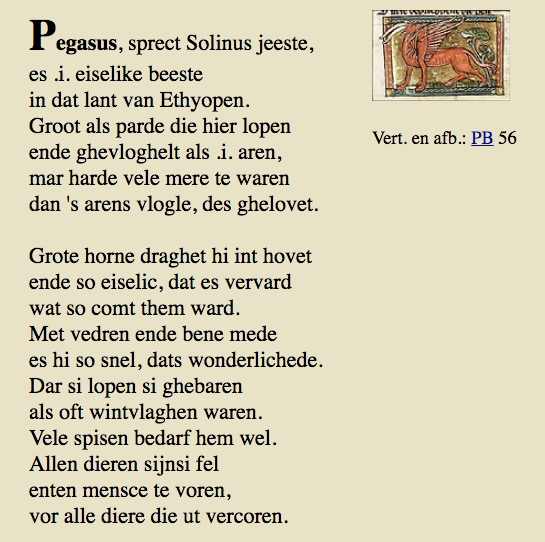 Pegasus, sprect Solinus jeeste,
es .i. eiselike beeste
in dat lant van Ethyopen.
Groot als parde die hier lopen
ende ghevloghelt als .i. aren,
mar harde vele mere te waren
dan 's arens vlogle, des ghelovet.
Grote horne draghet hi int hovet
ende so eiselic, dat es vervard
wat so comt them ward.
Met vedren ende bene mede
es hi so snel, dats wonderlichede.
Dar si lopen si ghebaren
als oft wintvlaghen waren.
Vele spisen bedarf hem wel.
Allen dieren sijnsi fel
enten mensce te voren,
vor alle diere die ut vercoren.
Vert. en afb.: PB 56